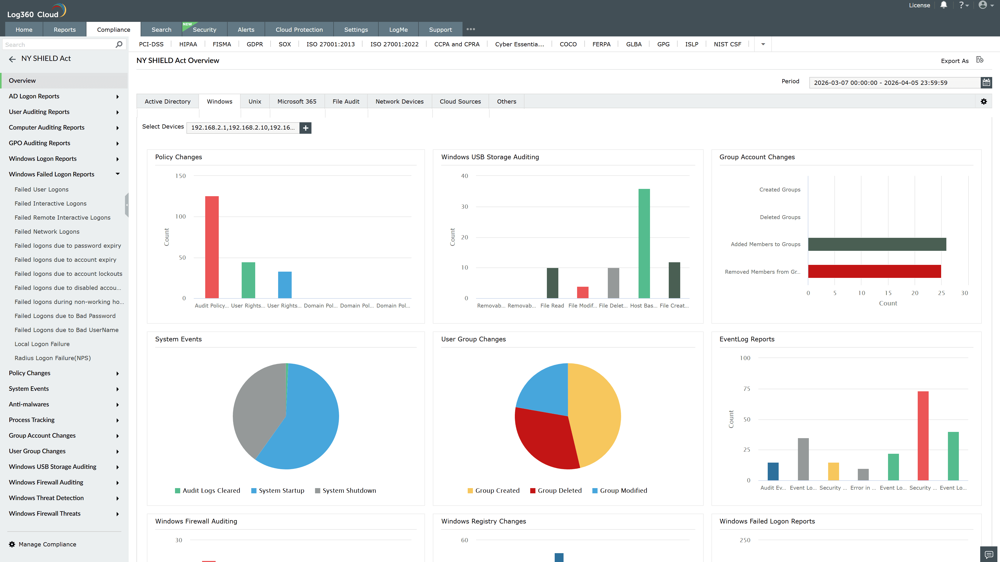 License
?
Log360 Cloud
Home
Reports
Compliance
Search
NEW
Security
Alerts
Cloud Protection
Settings
LogMe
Support
Search
PCI-DSS
HIPAA
FISMA
GDPR
SOX
ISO 27001:2013
ISO 27001:2022
CCPA and CPRA
Cyber Essentia...
COCO
FERPA
GLBA
GPG
ISLP
NIST CSF
NY SHIELD Act
Overview
AD Logon Reports
User Auditing Reports
Computer Auditing Reports
GPO Auditing Reports
Windows Logon Reports
Windows Failed Logon Reports
Failed User Logons
Failed Interactive Logons
Failed Remote Interactive Logons
Failed Network Logons
Failed logons due to password expiry
Failed logons due to account expiry
Failed logons due to account lockouts
Failed logons due to disabled accou...
Failed logons during non-working ho...
Failed Logons due to Bad Password
Failed Logons due to Bad UserName
Local Logon Failure
Radius Logon Failure(NPS)
Policy Changes
System Events
Anti-malwares
Process Tracking
Group Account Changes
User Group Changes
Windows USB Storage Auditing
Windows Firewall Auditing
Windows Threat Detection
Windows Firewall Threats
Manage Compliance
NY SHIELD Act Overview
Export As
Period
2026-03-07 00:00:00 - 2026-04-05 23:59:59
Active Directory
Windows
Unix
Microsoft 365
File Audit
Network Devices
Cloud Sources
Others
Select Devices
192.168.2.1,192.168.2.10,192.16...
Policy Changes
150
100
50
0
Count
Audit Policy...
User Rights...
User Rights...
Domain Pol...
Domain Pol...
Domain Pol...
Windows USB Storage Auditing
40
30
20
10
0
Count
Removab...
Removab...
File Read
File Modif...
File Delet...
Host Bas...
File Creat...
Group Account Changes
Created Groups
Deleted Groups
Added Members to Groups
Removed Members from Gr...
0
5
10
15
20
25
30
Count
System Events
Audit Logs Cleared
System Startup
System Shutdown
User Group Changes
Group Created
Group Deleted
Group Modified
EventLog Reports
100
75
50
25
0
Count
Audit Ev...
Event Lo...
Security ...
Error in ...
Event Lo...
Security ...
Event Lo...
Windows Firewall Auditing
30
Windows Registry Changes
60
Windows Failed Logon Reports
250